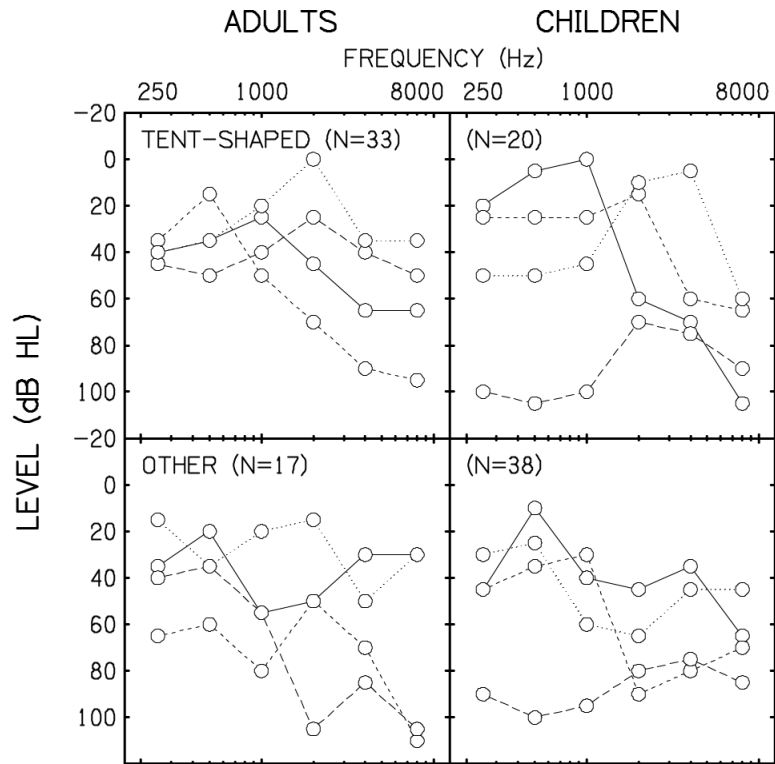 ADULTS CHILDREN
FREQUENCY (Hz)
250 1000 8000 250 1000 8000
−20
TENT−SHAPED (N=33) (N=20)
0
20
40
60
80
100
−20
OTHER (N=17) (N=38)
0
20
40
60
80
100
LEVEL (dB HL)